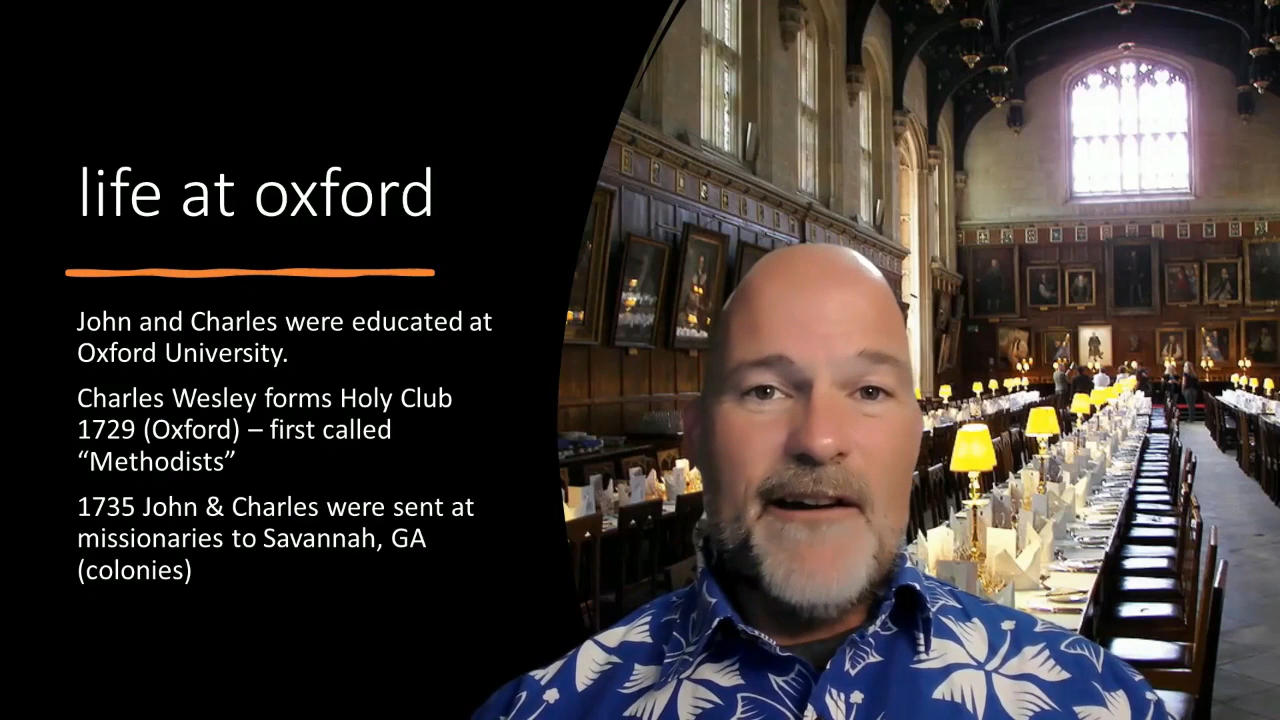 life at oxford
John and Charles were educated at
Oxford University.
Charles Wesley forms Holy Club
1729 (Oxford) – first called
“Methodists”
1735 John & Charles were sent at
missionaries to Savannah, GA
(colonies)